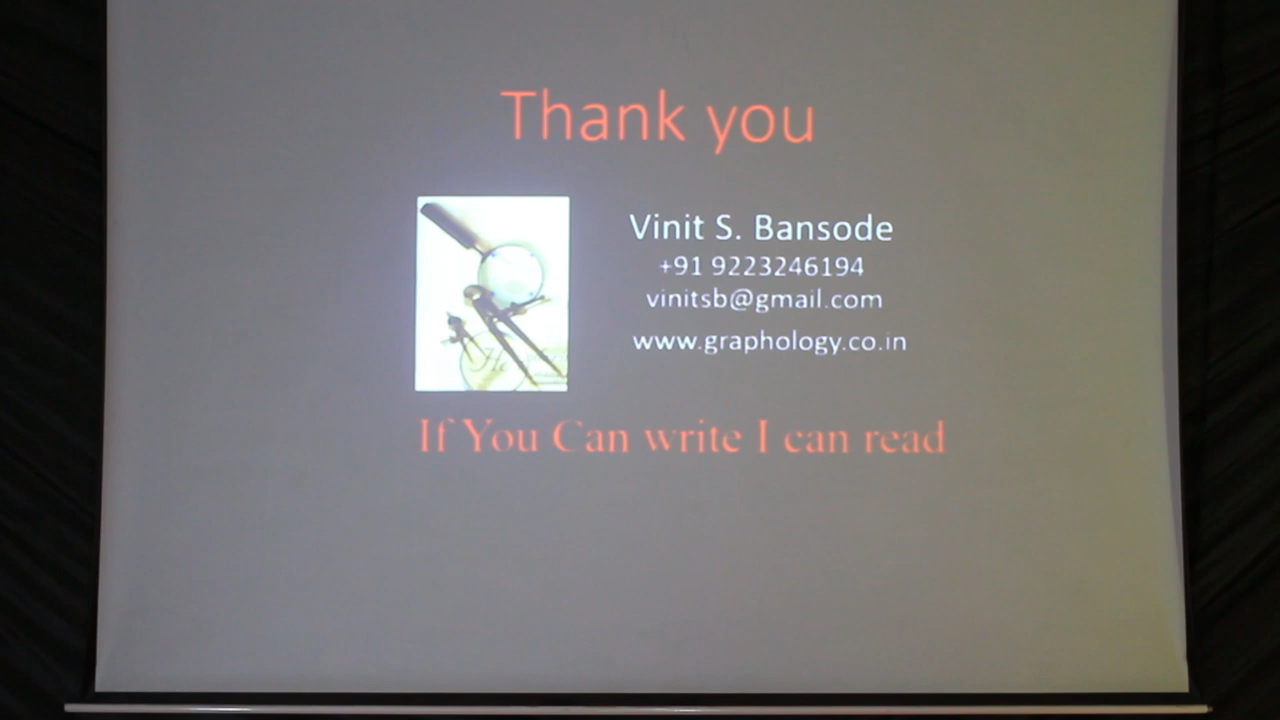 Thank you
Vinit S. Bansode
+91 9223246194
vinitsb@gmail.com
www.graphology.co.in
If You Can write I can read